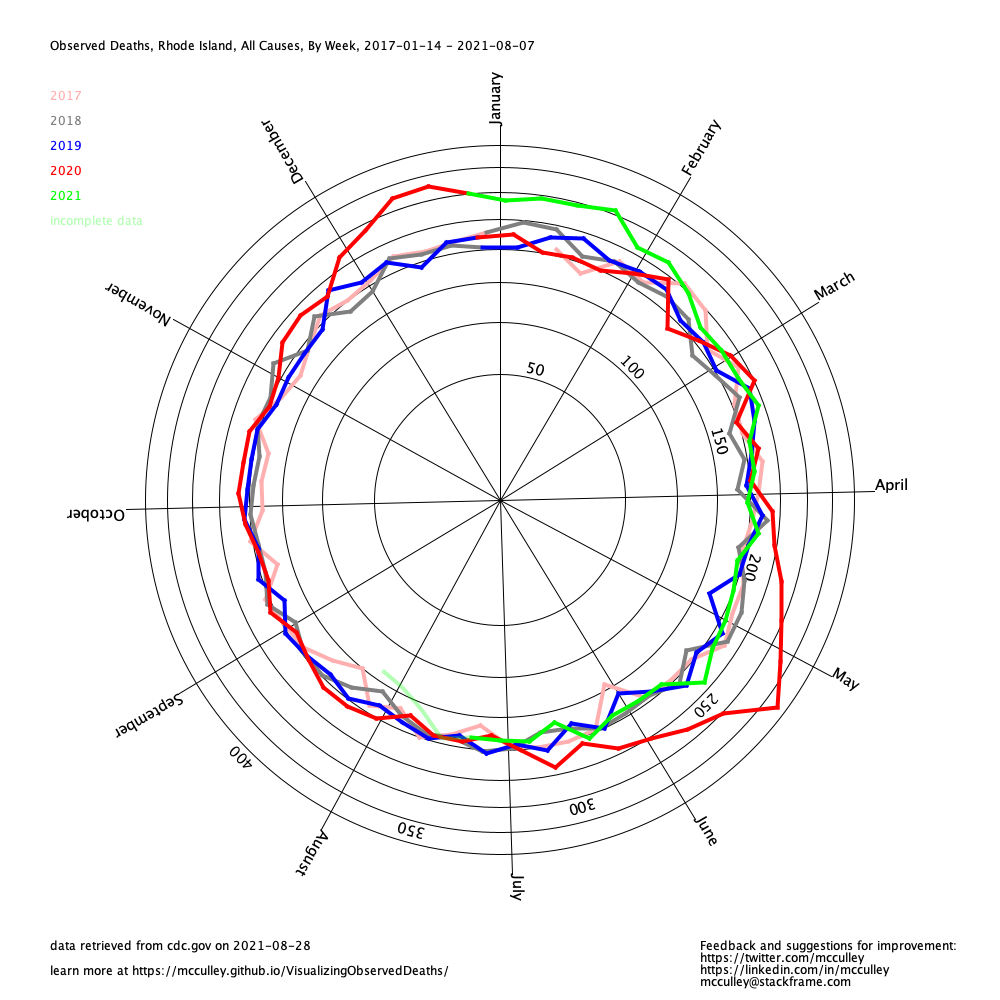 Observed Deaths, Rhode Island, All Causes, By Week, 2017-01-14 - 2021-08-07
2017
2018
2019
2020
2021
incomplete data
January
February
March
April
May
June
July
August
September
October
November
December
50
100
150
200
250
300
350
400
data retrieved from cdc.gov on 2021-08-28
learn more at https://mcculley.github.io/VisualizingObservedDeaths/
Feedback and suggestions for improvement:
https://twitter.com/mcculley
https://linkedin.com/in/mcculley
mcculley@stackframe.com